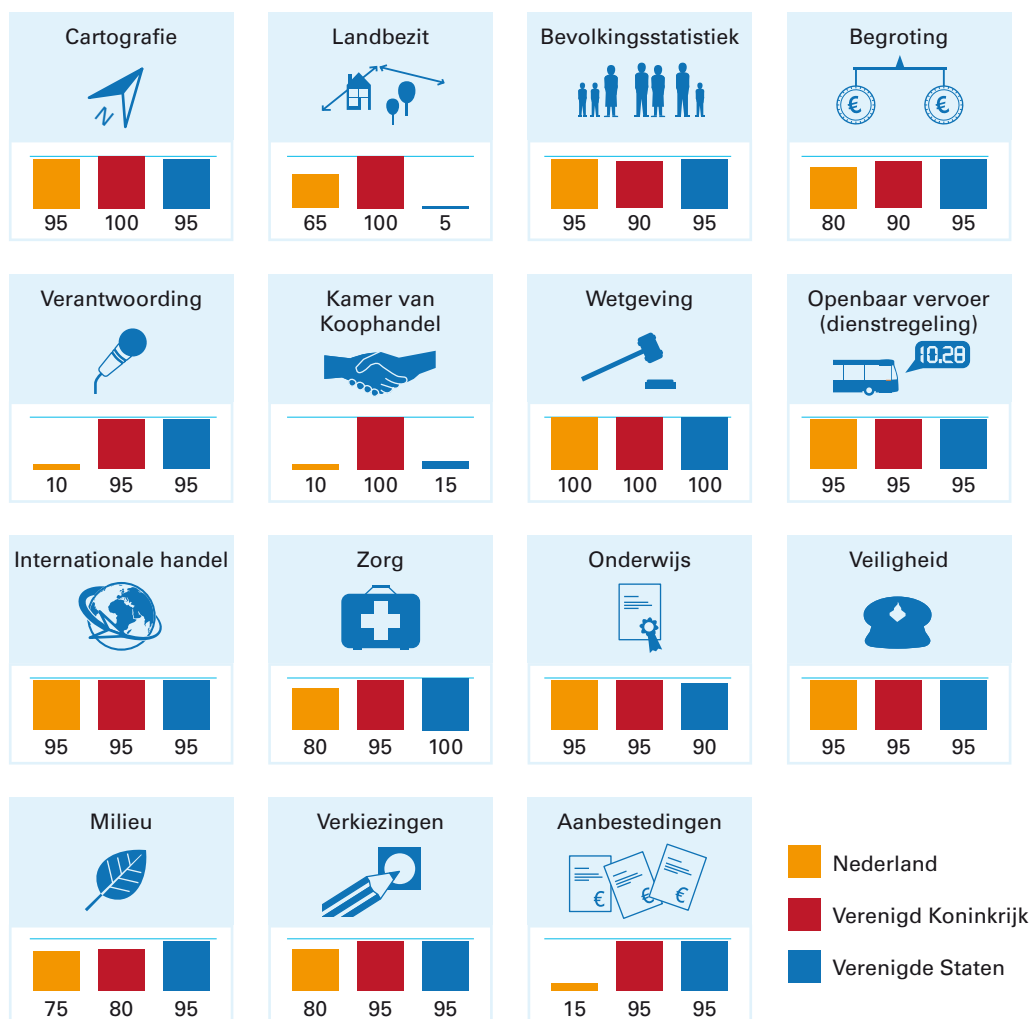 Cartografie
N
95 100 95
Landbezit
65 100 5
Bevolkingsstatistiek
95 90 95
Begroting
€ €
80 90 95
Verantwoording
10 95 95
Kamer van
Koophandel
10 100 15
Wetgeving
100 100 100
Openbaar vervoer
(dienstregeling)
10.28
95 95 95
Internationale handel
95 95 95
Zorg
80 95 100
Onderwijs
95 95 90
Veiligheid
95 95 95
Milieu
75 80 95
Verkiezingen
80 95 95
Aanbestedingen
€ € €
15 95 95
Nederland
Verenigd Koninkrijk
Verenigde Staten